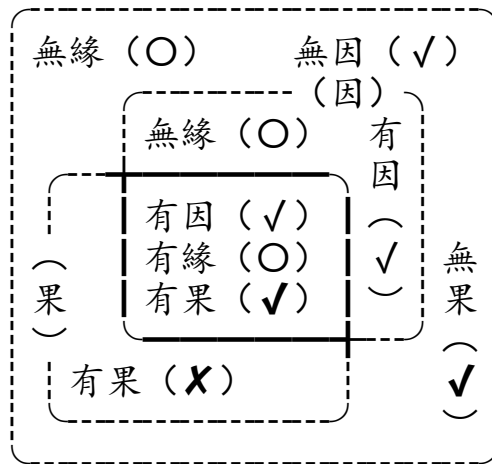 無緣（○） 無因（√）
（因）
無緣（○）
有因（√）
有因（√）
有緣（○）
有果（✔）
（果）
無果（✔）
有果（✘）